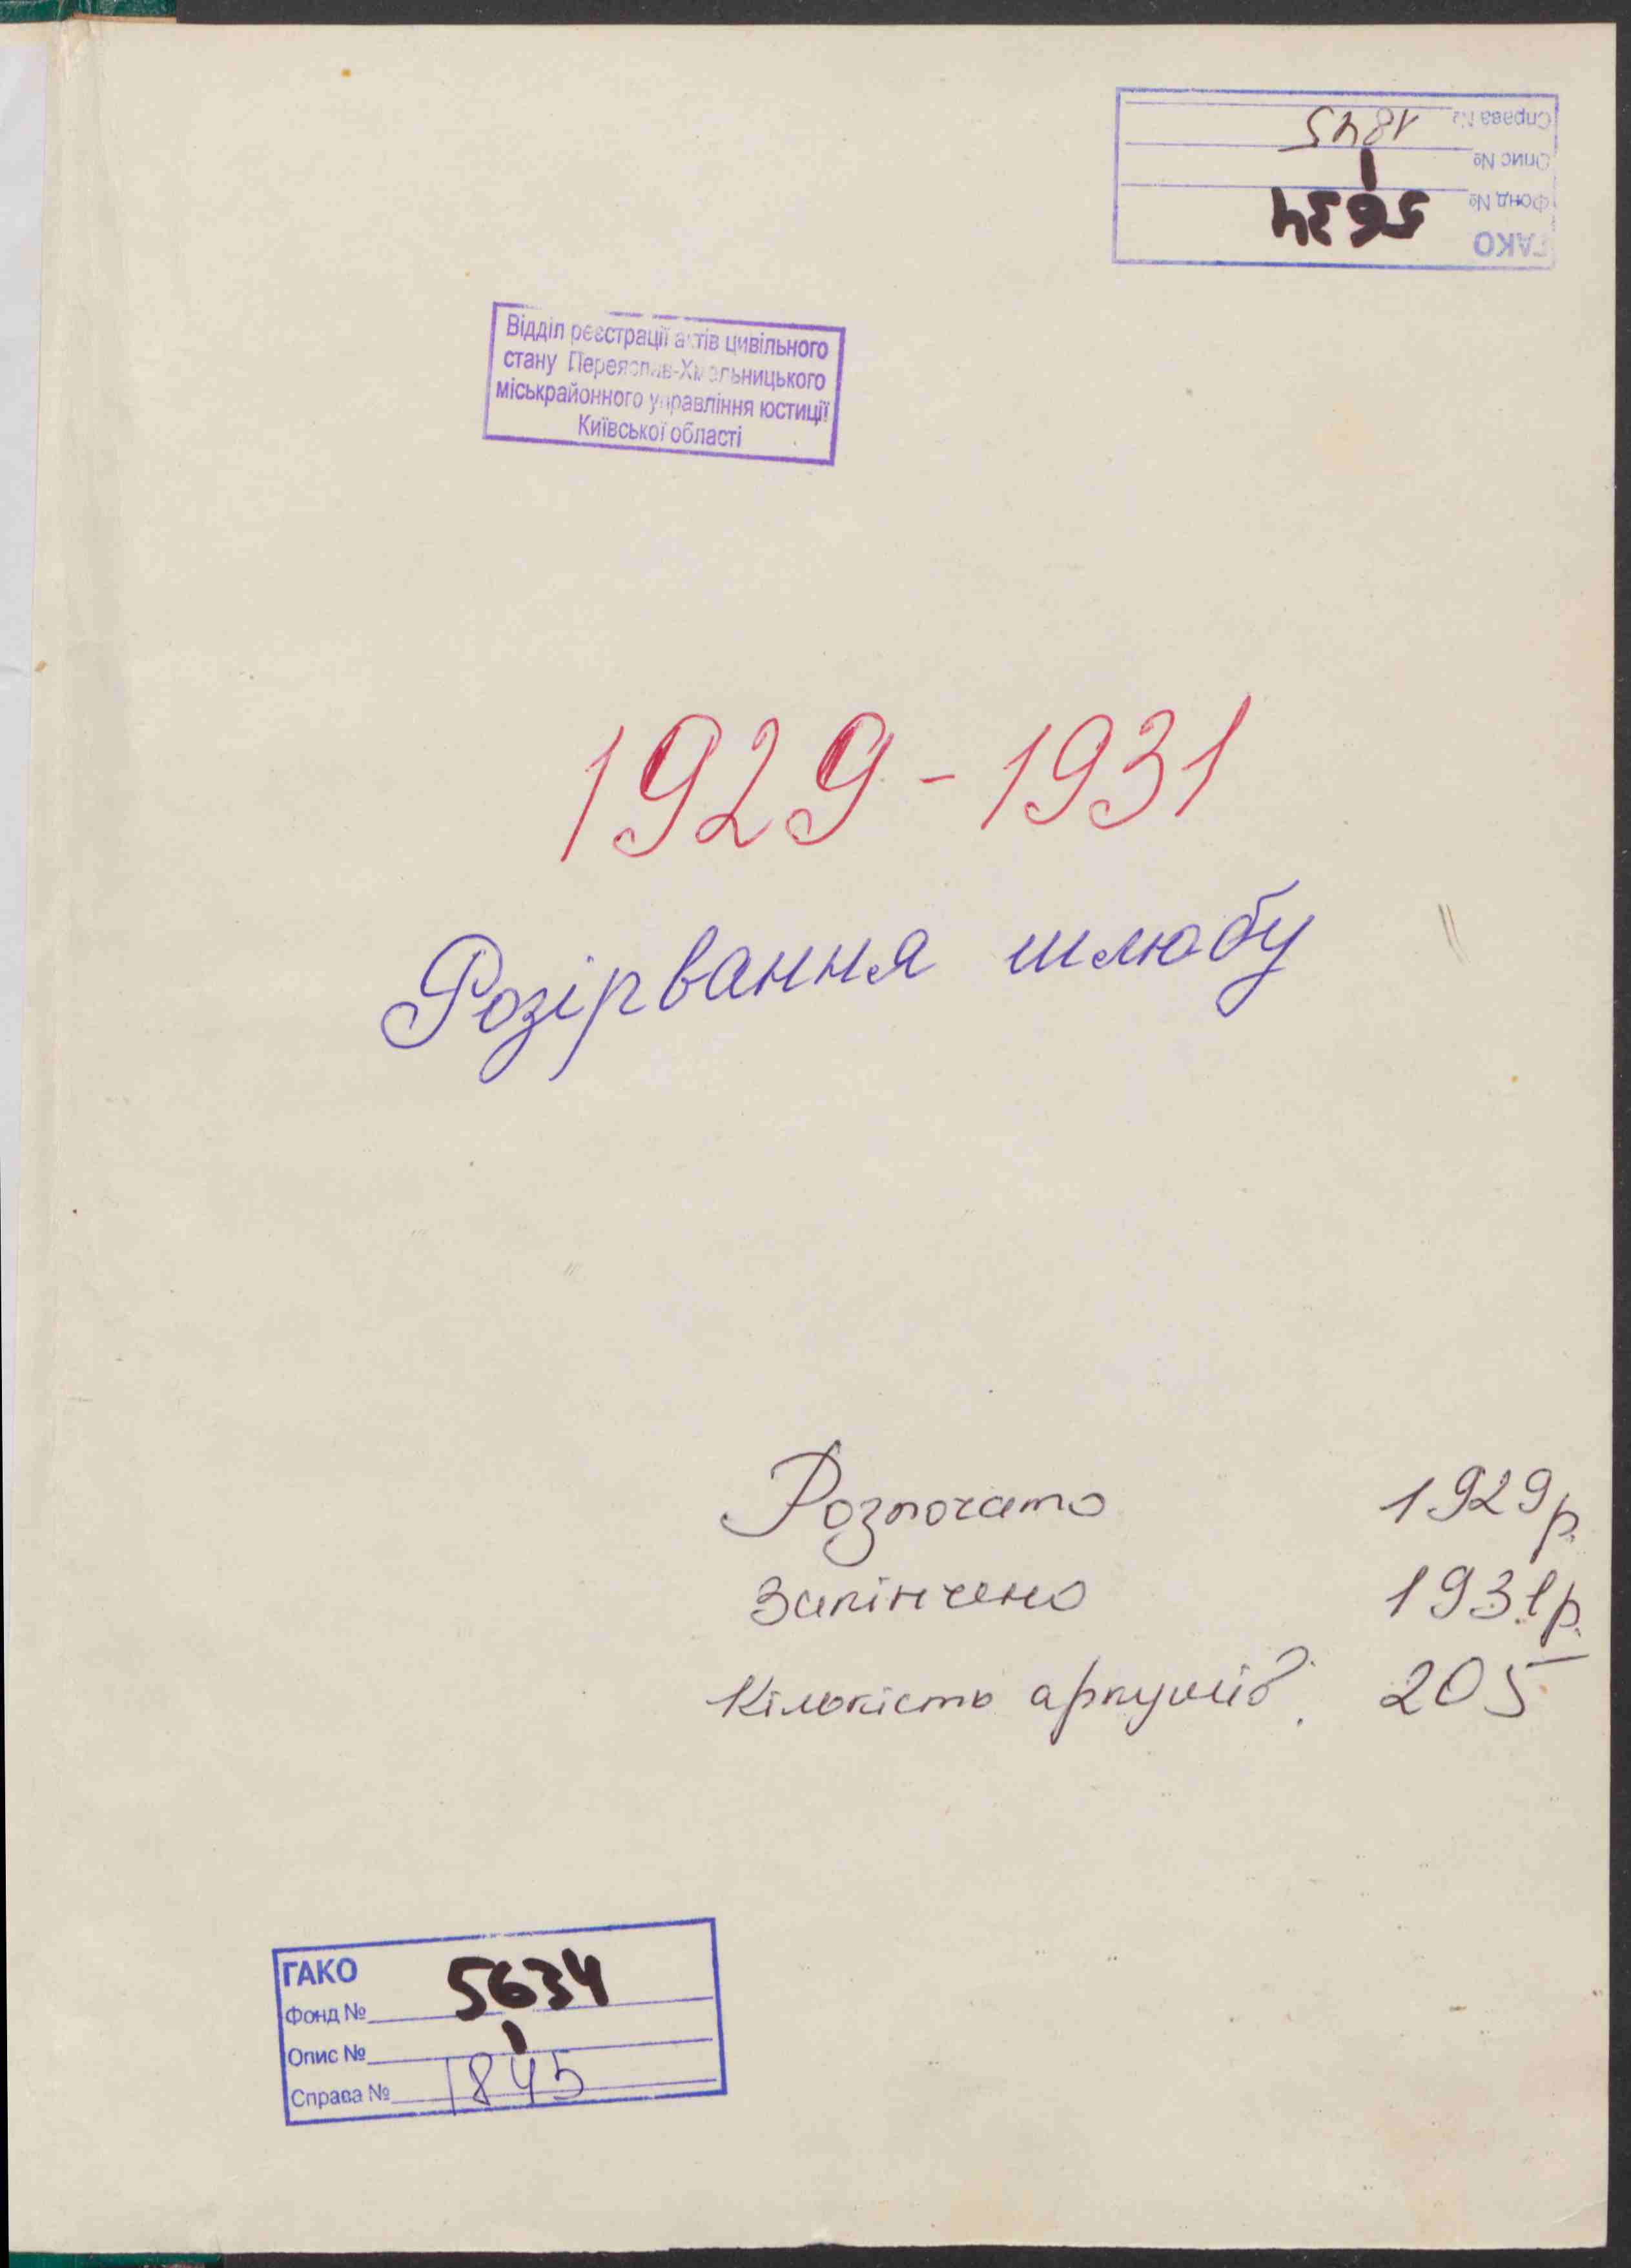 ГАКО
Фонд № 5634
Опис № 1
Справа № 1845
Відділ реєстрації актів цивільного
стану Переяслав-Хмельницького
міськрайонного управління юстиції
Київської області
1929-1931
Розірвання шлюбу
Розпочато 1929р.
Закінчено 1931р.
Кількість аркушів. 205
ГАКО
Фонд № 5634
Опис № 1
Справа № 1845